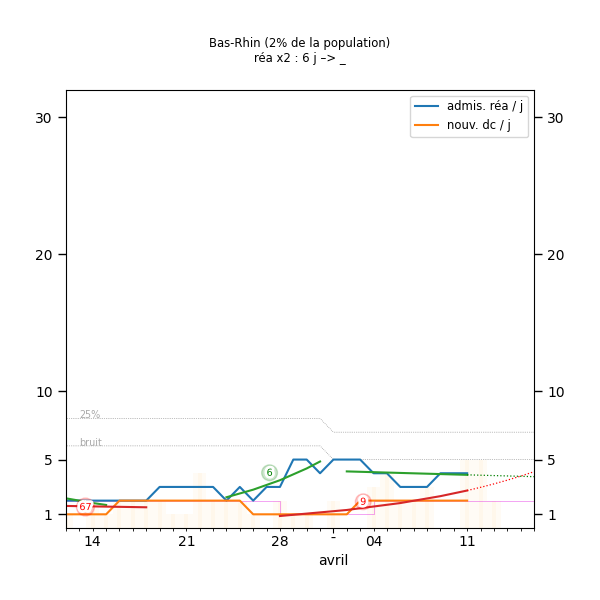 Bas-Rhin (2% de la population)
réa x2 : 6 j –> _
admis. réa / j
nouv. dc / j
30 30
20 20
10 10
25%
bruit
5 5
6
67
9
1 1
14 21 28 - 04 11
avril